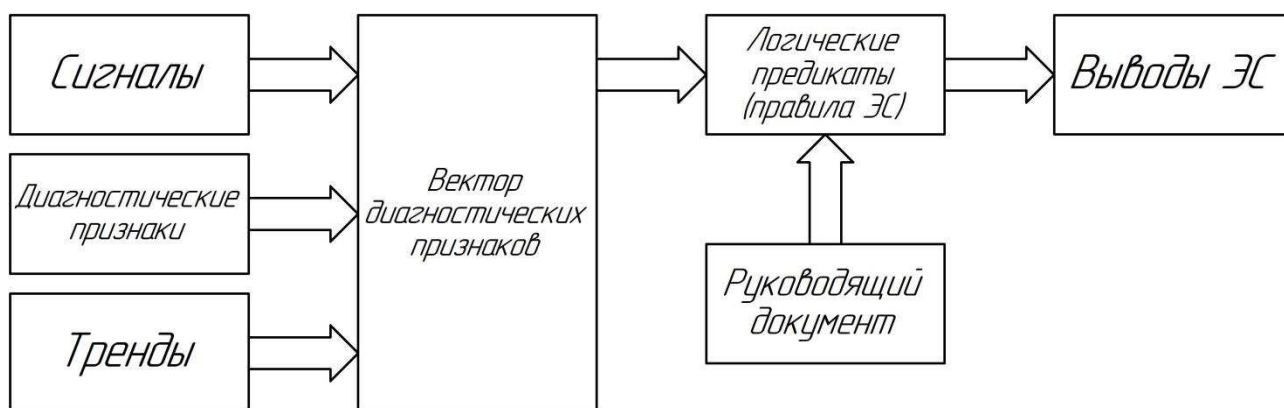 Сигналы
Диагностические
признаки
Тренды
Вектор
диагностических
признаков
Логические
предикаты
(правила ЭС)
Руководящий
документ
Выводы ЭС